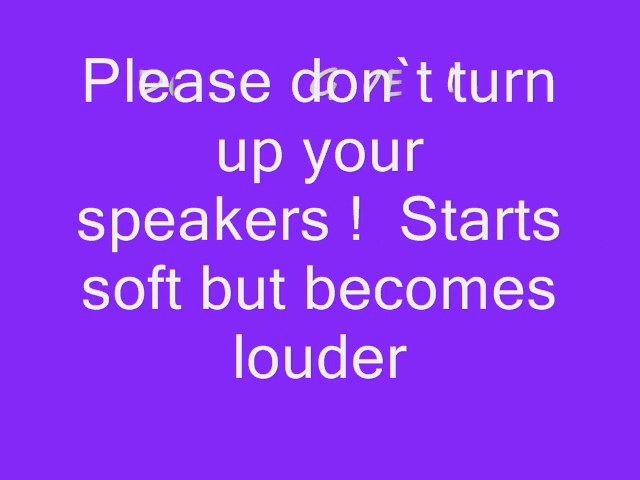 Please don`t turn
up your
speakers !  Starts
soft but becomes
louder